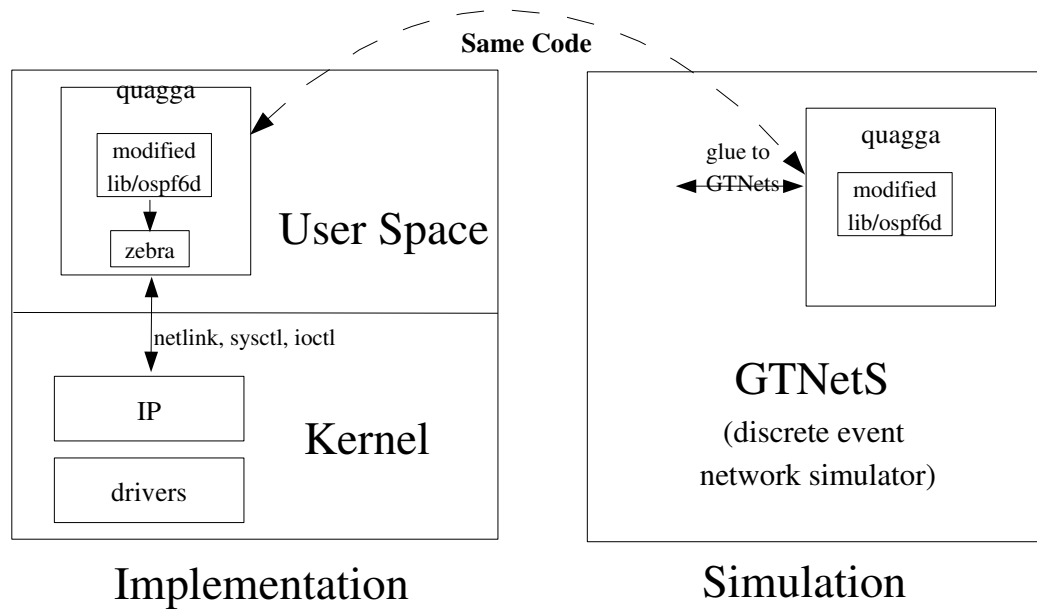 Same Code
quagga
modified
lib/ospf6d
zebra
User Space
netlink, sysctl, ioctl
IP
Kernel
drivers
Implementation
quagga
glue to
GTNets
modified
lib/ospf6d
GTNetS
(discrete event
network simulator)
Simulation